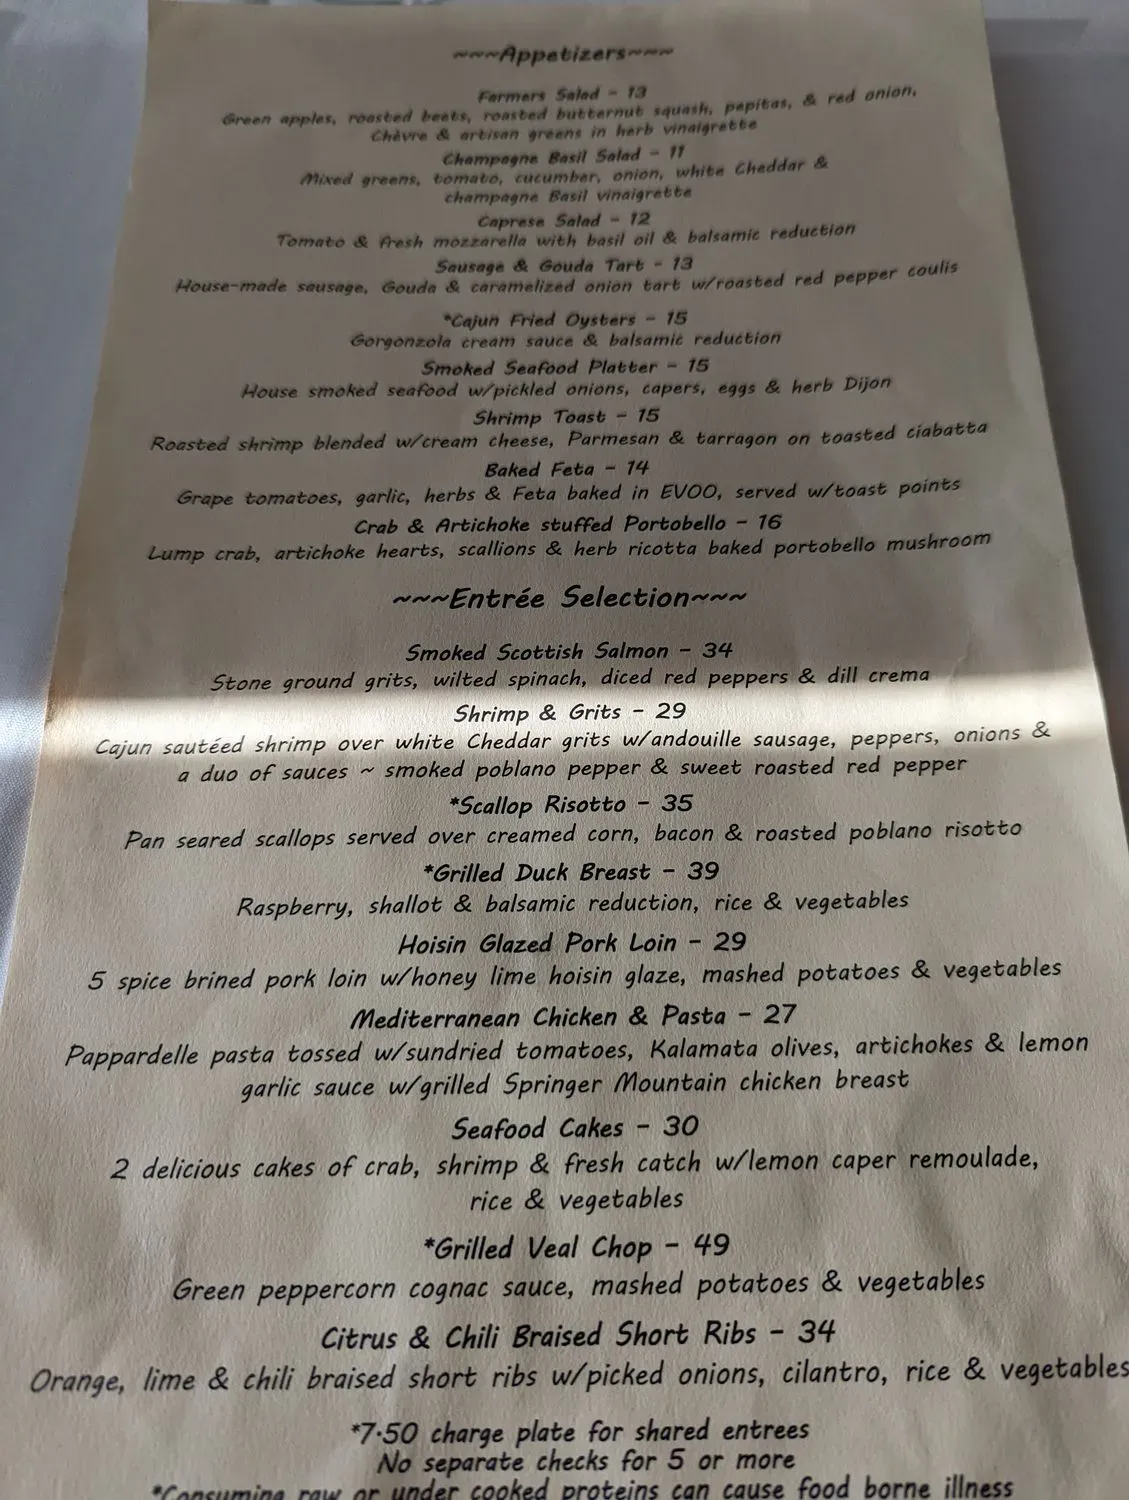 ~~~Appetizers~~~
Farmers Salad - 13
Green apples, roasted beets, roasted butternut squash, pepitas, & red onion,
Chèvre & artisan greens in herb vinaigrette
Champagne Basil Salad - 11
Mixed greens, tomato, cucumber, onion, white Cheddar &
champagne Basil vinaigrette
Caprese Salad - 12
Tomato & fresh mozzarella with basil oil & balsamic reduction
Sausage & Gouda Tart - 13
House-made sausage, Gouda & caramelized onion tart w/roasted red pepper coulis
*Cajun Fried Oysters - 15
Gorgonzola cream sauce & balsamic reduction
Smoked Seafood Platter - 15
House smoked seafood w/pickled onions, capers, eggs & herb Dijon
Shrimp Toast - 15
Roasted shrimp blended w/cream cheese, Parmesan & tarragon on toasted ciabatta
Baked Feta - 14
Grape tomatoes, garlic, herbs & Feta baked in EVOO, served w/toast points
Crab & Artichoke stuffed Portobello - 16
Lump crab, artichoke hearts, scallions & herb ricotta baked portobello mushroom
~~~Entrée Selection~~~
Smoked Scottish Salmon - 34
Stone ground grits, wilted spinach, diced red peppers & dill crema
Shrimp & Grits - 29
Cajun sautéed shrimp over white Cheddar grits w/andouille sausage, peppers, onions &
a duo of sauces ~ smoked poblano pepper & sweet roasted red pepper
*Scallop Risotto - 35
Pan seared scallops served over creamed corn, bacon & roasted poblano risotto
*Grilled Duck Breast - 39
Raspberry, shallot & balsamic reduction, rice & vegetables
Hoisin Glazed Pork Loin - 29
5 spice brined pork loin w/honey lime hoisin glaze, mashed potatoes & vegetables
Mediterranean Chicken & Pasta - 27
Pappardelle pasta tossed w/sundried tomatoes, Kalamata olives, artichokes & lemon
garlic sauce w/grilled Springer Mountain chicken breast
Seafood Cakes - 30
2 delicious cakes of crab, shrimp & fresh catch w/lemon caper remoulade,
rice & vegetables
*Grilled Veal Chop - 49
Green peppercorn cognac sauce, mashed potatoes & vegetables
Citrus & Chili Braised Short Ribs - 34
Orange, lime & chili braised short ribs w/picked onions, cilantro, rice & vegetables
*7.50 charge plate for shared entrees
No separate checks for 5 or more
*Consuming raw or under cooked proteins can cause food borne illness